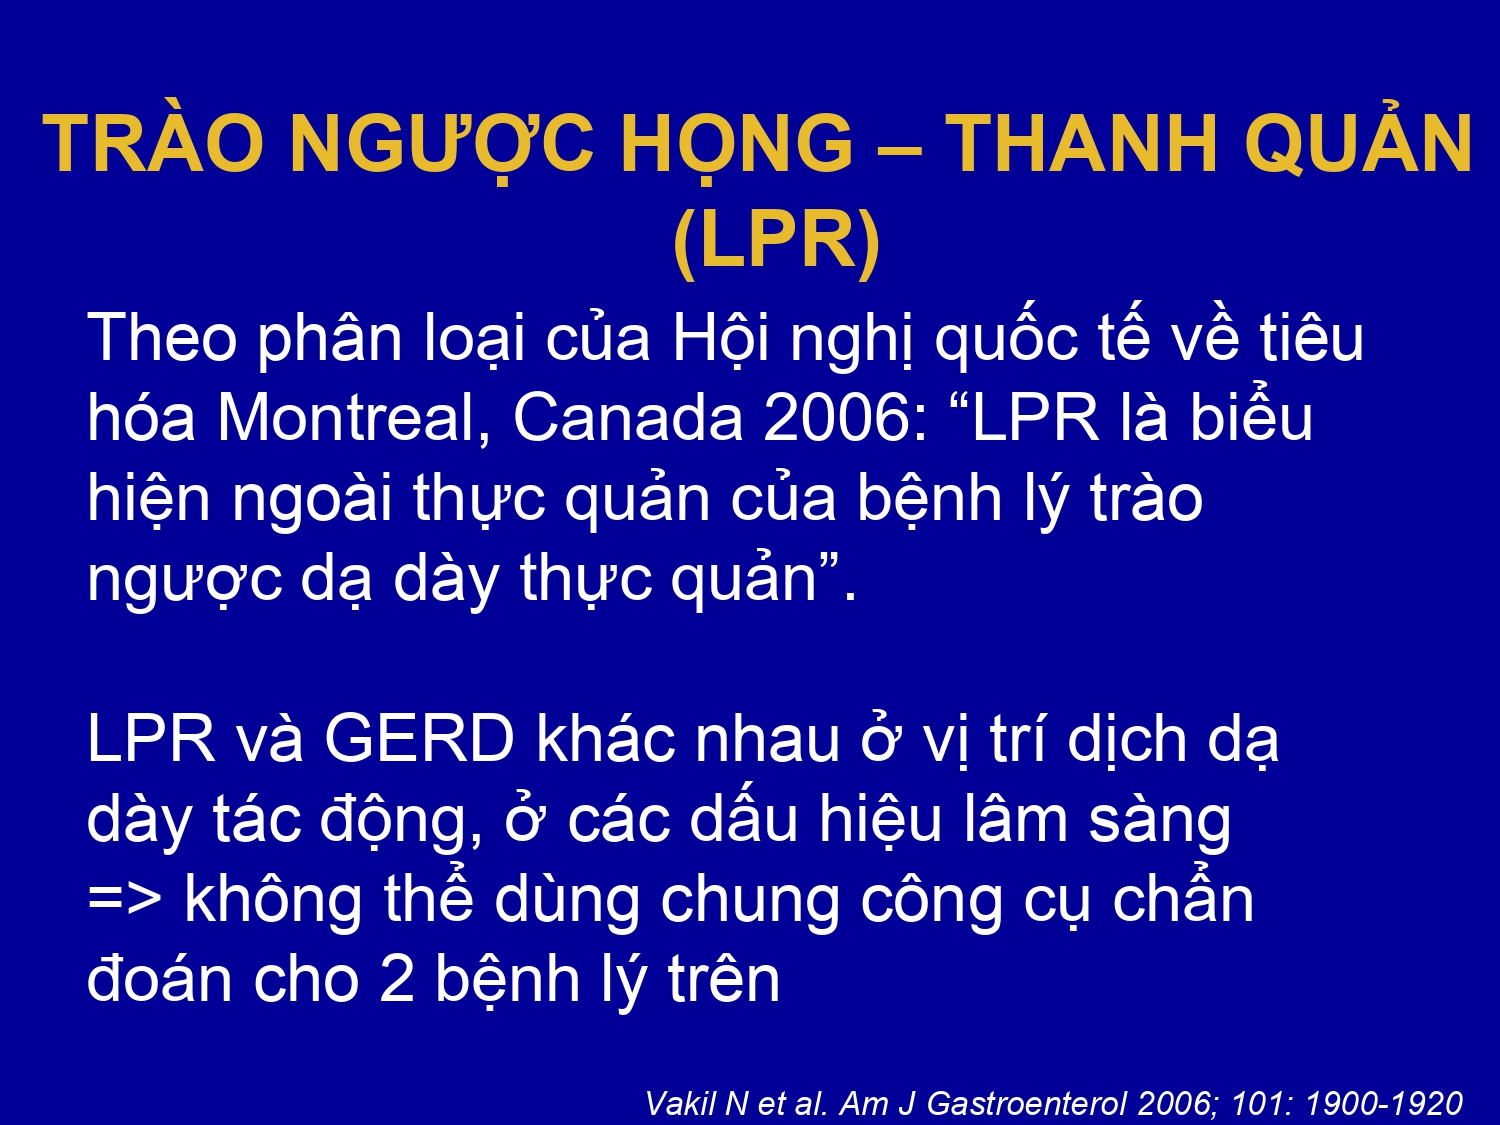 TRÀO NGƯỢC HỌNG – THANH QUẢN
(LPR)
Theo phân loại của Hội nghị quốc tế về tiêu
hóa Montreal, Canada 2006: “LPR là biểu
hiện ngoài thực quản của bệnh lý trào
ngược dạ dày thực quản”.
LPR và GERD khác nhau ở vị trí dịch dạ
dày tác động, ở các dấu hiệu lâm sàng
=> không thể dùng chung công cụ chẩn
đoán cho 2 bệnh lý trên
Vakil N et al. Am J Gastroenterol 2006; 101: 1900-1920